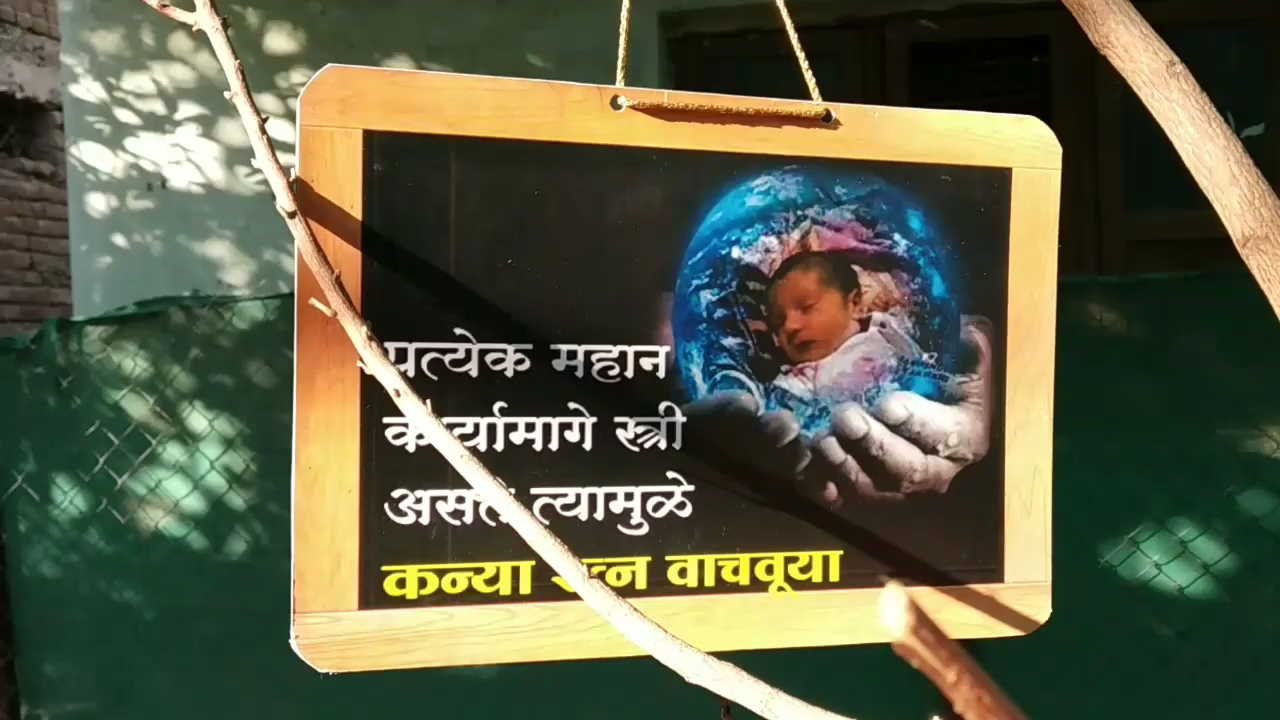 प्रत्येक महान
कार्यामागे स्त्री
असते त्यामुळे
कन्या रत्न वाचवूया